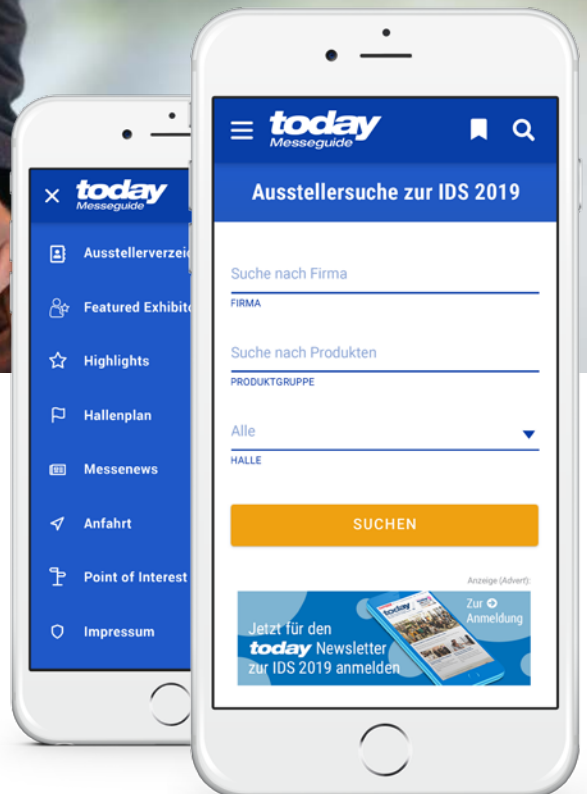 today
Messeguide
Ausstellerverzei
Featured Exhibito
Highlights
Hallenplan
Messenews
Anfahrt
Point of Interest
Impressum
today
Messeguide
Ausstellersuche zur IDS 2019
Suche nach Firma
FIRMA
Suche nach Produkten
PRODUKTGRUPPE
Alle
HALLE
SUCHEN
Anzeige (Advert):
Jetzt für den
today Newsletter
zur IDS 2019 anmelden
today
Zur
Anmeldung